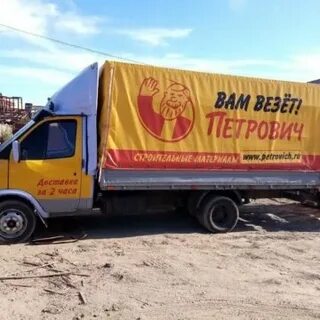 ВАМ ВЕЗЁТ!
ПЕТРОВИЧ
СТРОИТЕЛЬНЫЕ МАТЕРИАЛЫ
www.petrovich.ru
Доставка
за 2 часа